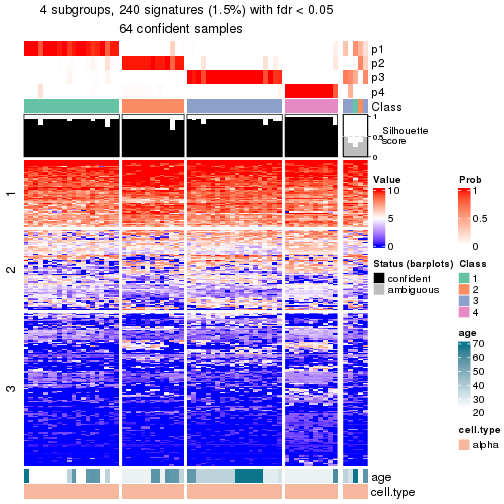 4 subgroups, 240 signatures (1.5%) with fdr < 0.05
64 confident samples
p1
p2
p3
p4
Class
1
0.5
0
Silhouette
score
1
2
3
age
cell.type
Value
10
5
0
Prob
1
0.5
0
Status (barplots)
confident
ambiguous
Class
1
2
3
4
age
70
60
50
40
30
20
cell.type
alpha